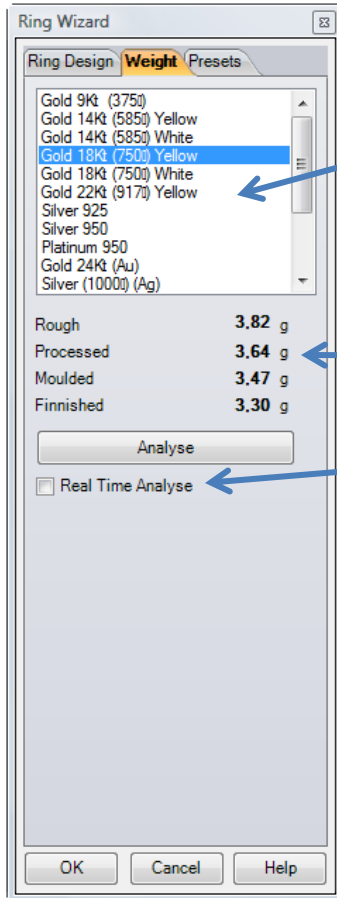 Ring Wizard
Ring Design Weight Presets
Gold 9Kt (375▯)
Gold 14Kt (585▯) Yellow
Gold 14Kt (585▯) White
Gold 18Kt (750▯) Yellow
Gold 18Kt (750▯) White
Gold 22Kt (917▯) Yellow
Silver 925
Silver 950
Platinum 950
Gold 24Kt (Au)
Silver (1000▯) (Ag)
Rough 3,82 g
Processed 3,64 g
Moulded 3,47 g
Finnished 3,30 g
Analyse
Real Time Analyse
OK Cancel Help